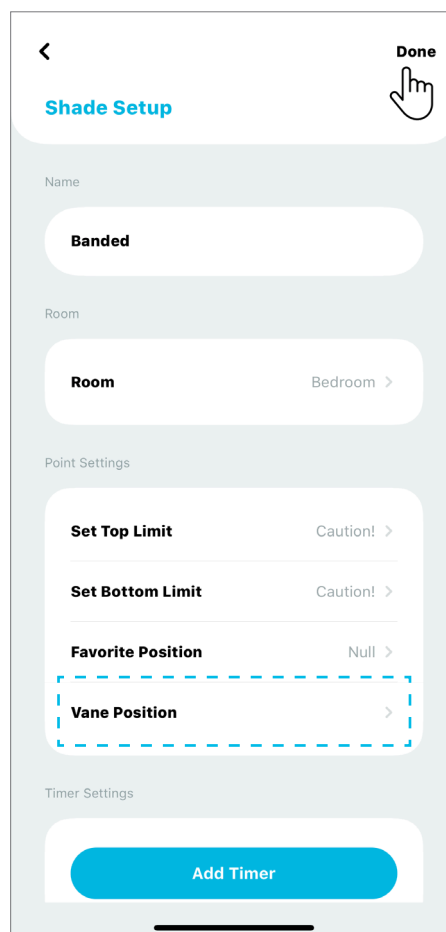 Done
Shade Setup
Name
Banded
Room
Room Bedroom
Point Settings
Set Top Limit Caution!
Set Bottom Limit Caution!
Favorite Position Null
Vane Position
Timer Settings
Add Timer